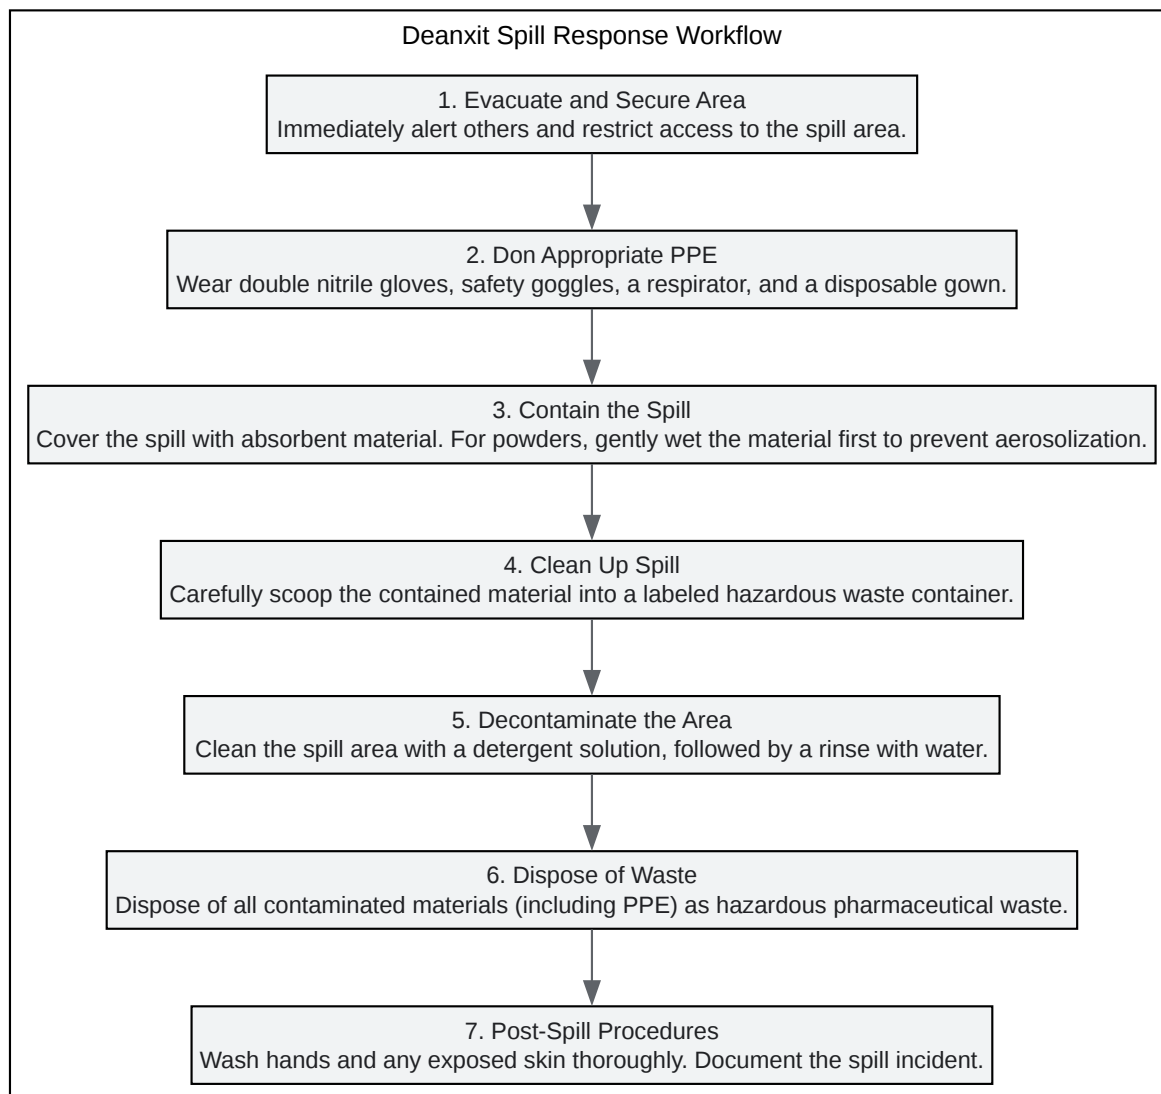 Deanxit Spill Response Workflow
1. Evacuate and Secure Area
Immediately alert others and restrict access to the spill area.
2. Don Appropriate PPE
Wear double nitrile gloves, safety goggles, a respirator, and a disposable gown.
3. Contain the Spill
Cover the spill with absorbent material. For powders, gently wet the material first to prevent aerosolization.
4. Clean Up Spill
Carefully scoop the contained material into a labeled hazardous waste container.
5. Decontaminate the Area
Clean the spill area with a detergent solution, followed by a rinse with water.
6. Dispose of Waste
Dispose of all contaminated materials (including PPE) as hazardous pharmaceutical waste.
7. Post-Spill Procedures
Wash hands and any exposed skin thoroughly. Document the spill incident.